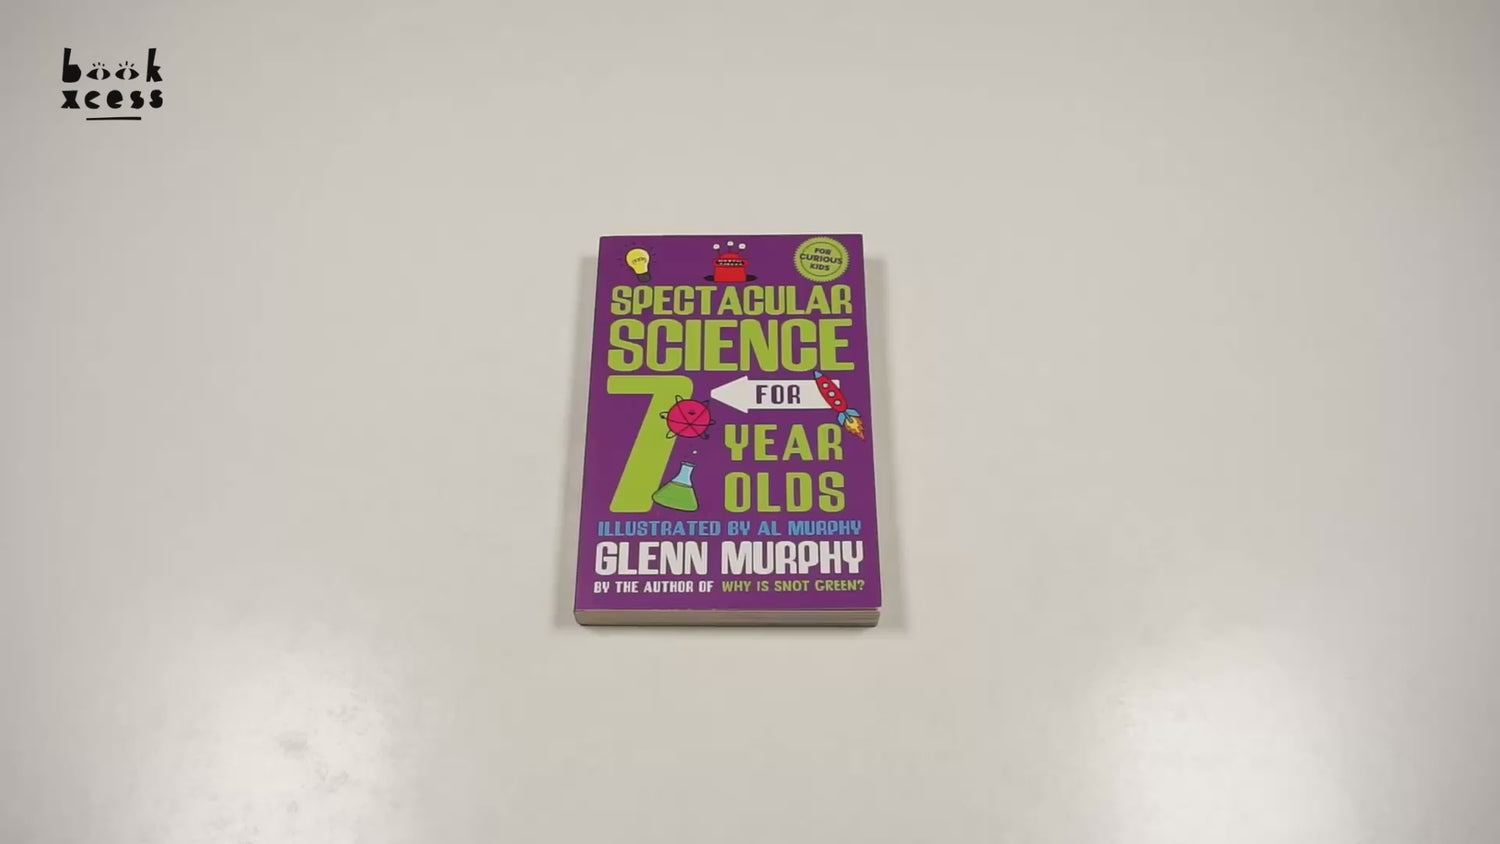 book
xcess
FOR
CURIOUS
KIDS
SPECTACULAR
SCIENCE
7 FOR
YEAR
OLDS
ILLUSTRATED BY AL MURPHY
GLENN MURPHY
BY THE AUTHOR OF WHY IS SNOT GREEN?